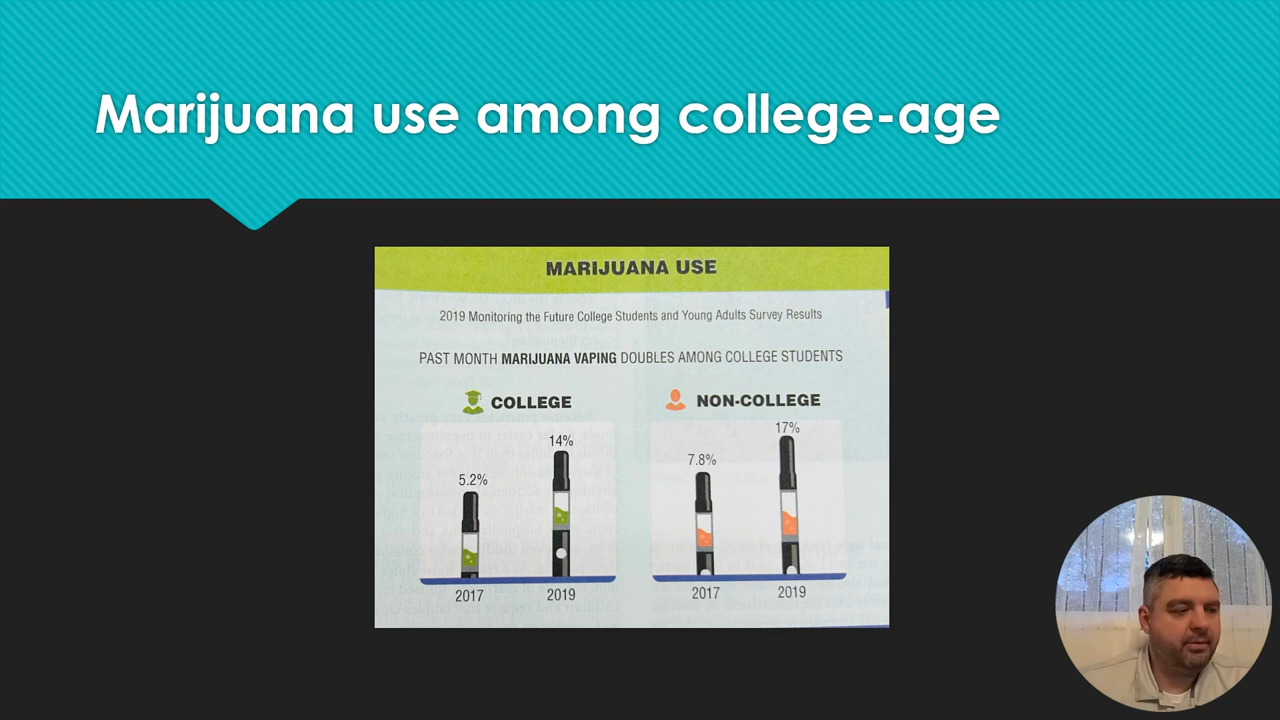 Marijuana use among college-age
MARIJUANA USE
2019 Monitoring the Future College Students and Young Adults Survey Results
PAST MONTH MARIJUANA VAPING DOUBLES AMONG COLLEGE STUDENTS
COLLEGE
5.2%
14%
2017
2019
NON-COLLEGE
7.8%
17%
2017
2019